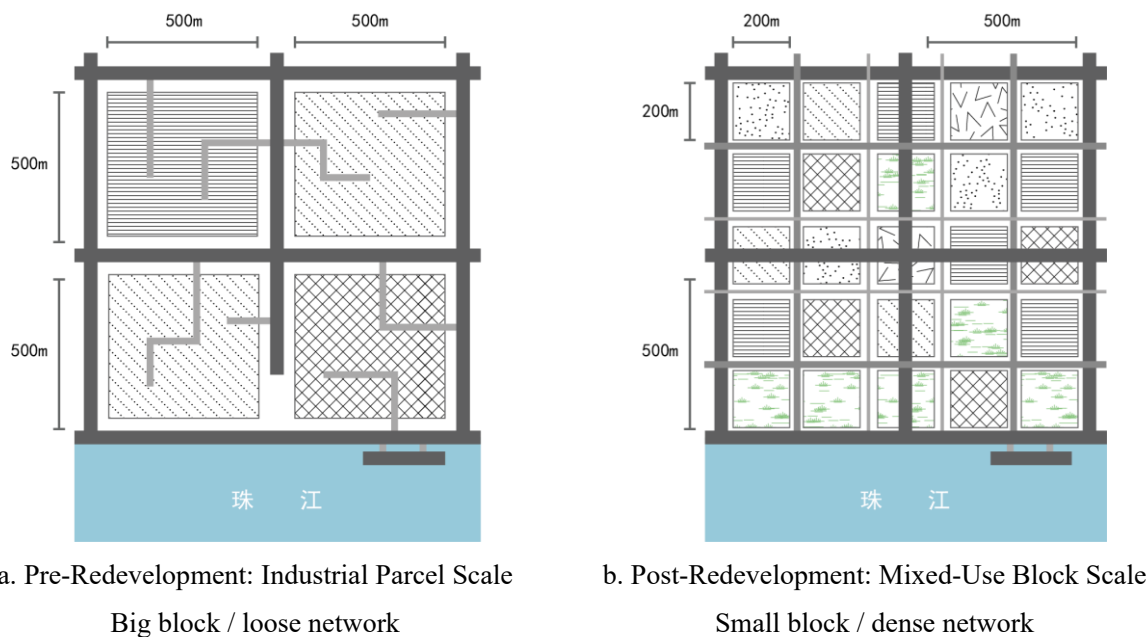 500m 500m
500m
500m
珠 江
a. Pre-Redevelopment: Industrial Parcel Scale
Big block / loose network
200m 500m
200m
500m
珠 江
b. Post-Redevelopment: Mixed-Use Block Scale
Small block / dense network